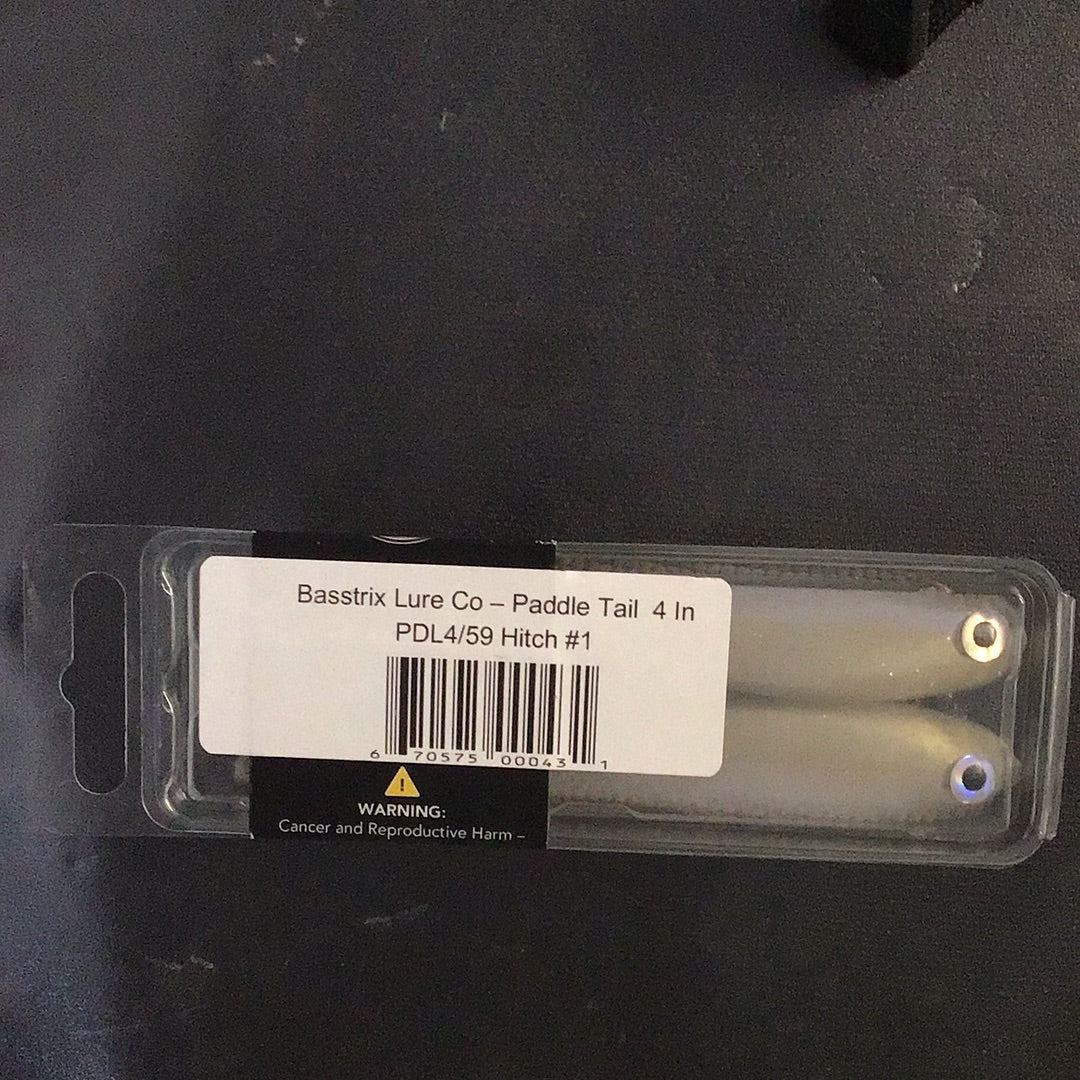 Basstrix Lure Co – Paddle Tail 4 In
PDL4/59 Hitch #1
6 70575 00043 1
WARNING:
Cancer and Reproductive Harm –